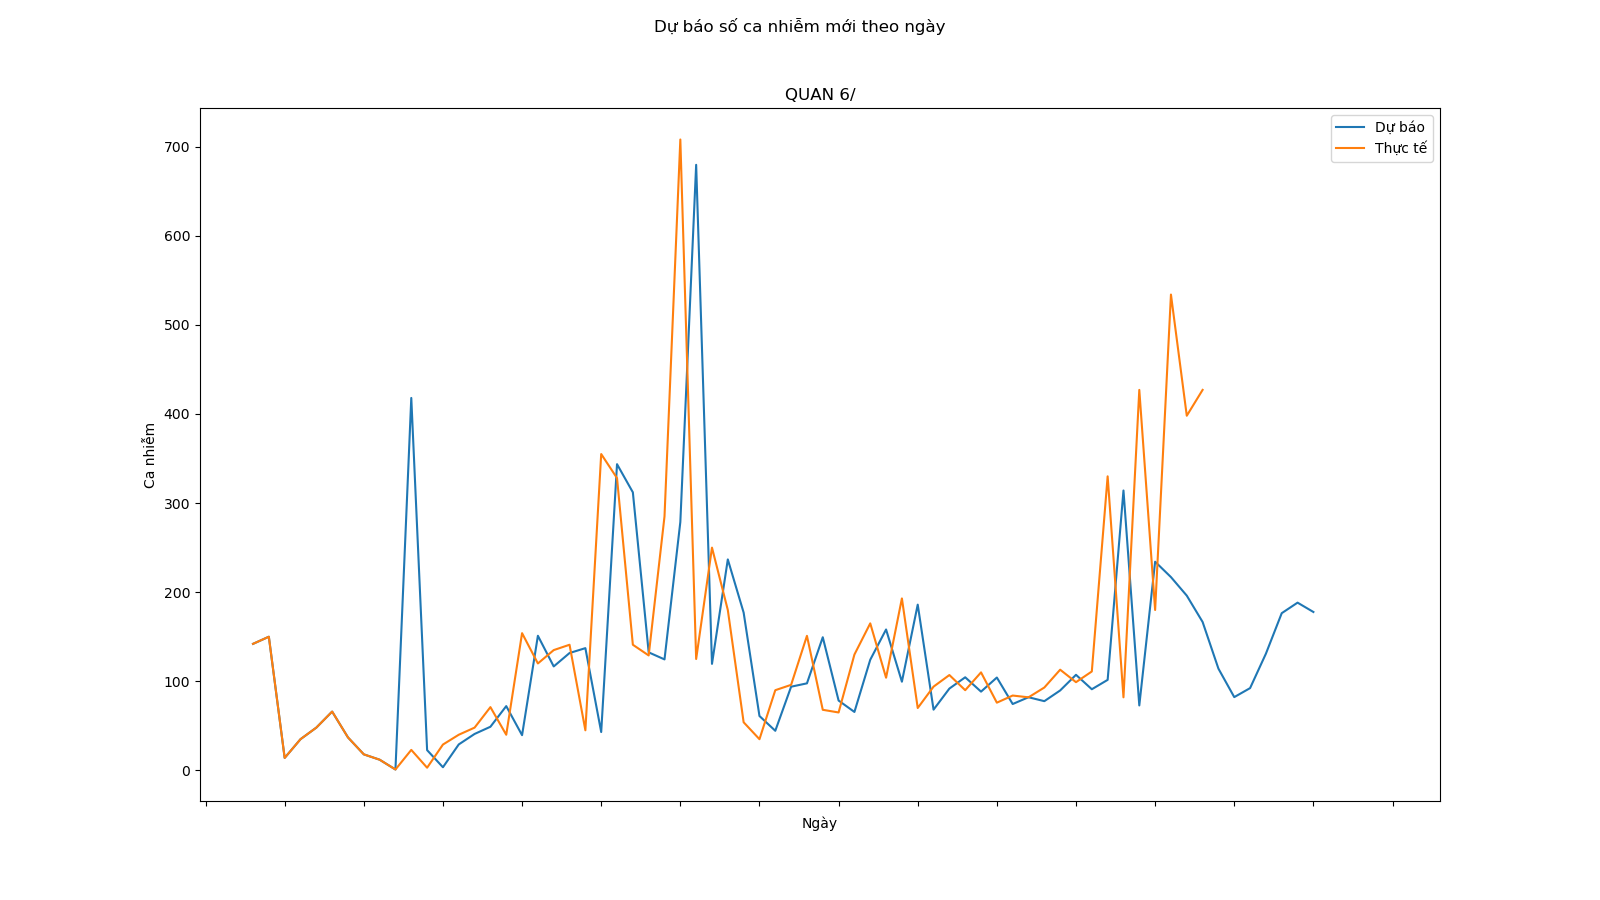 Dự báo số ca nhiễm mới theo ngày
QUAN 6/
Dự báo
Thực tế
700
600
500
400
300
200
100
0
Ca nhiễm
Ngày